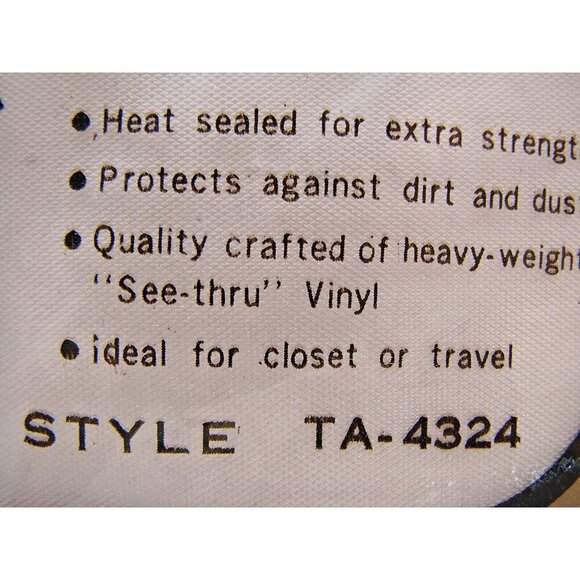 • Heat sealed for extra strengt
• Protects against dirt and dus
• Quality crafted of heavy-weigh
"See-thru" Vinyl
• ideal for closet or travel
STYLE TA-4324